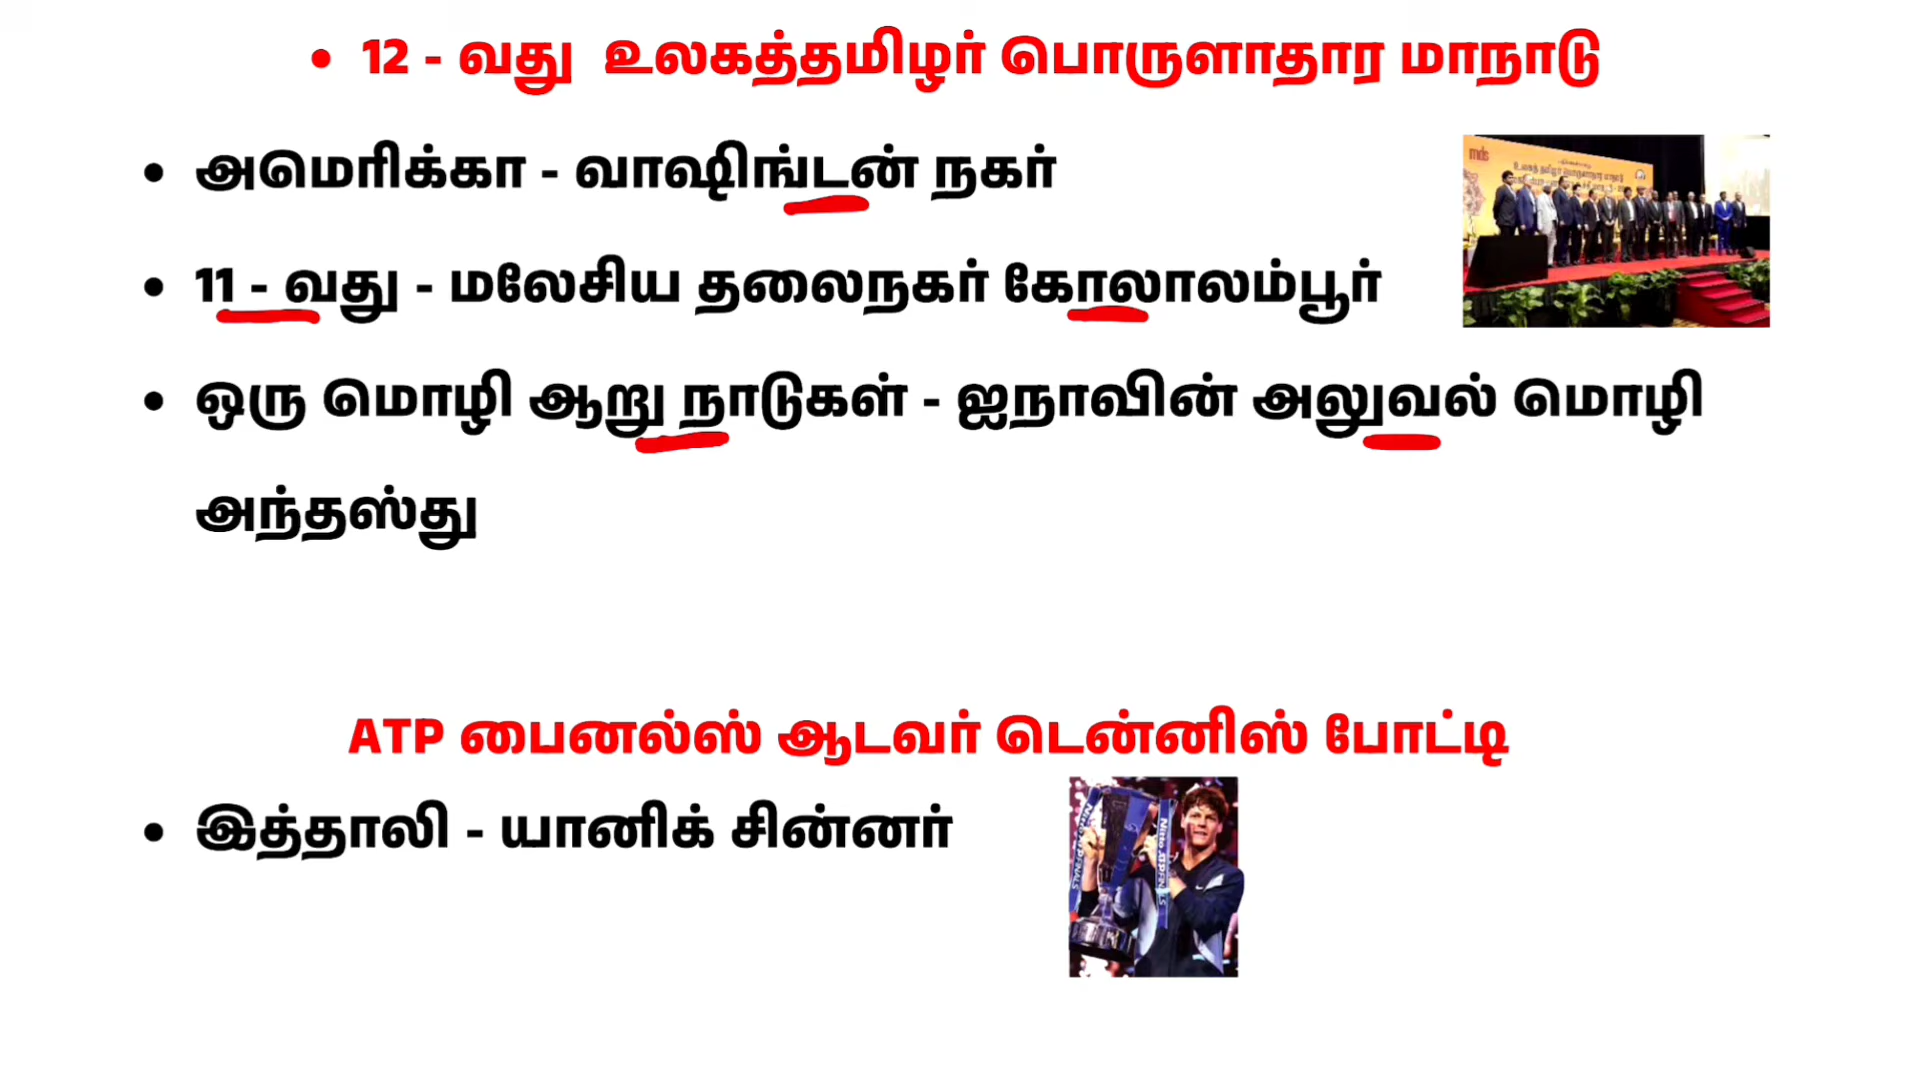 • 12 - வது உலகத்தமிழர் பொருளாதார மாநாடு
• அமெரிக்கா - வாஷிங்டன் நகர்
mds
• 11 - வது - மலேசிய தலைநகர் கோலாலம்பூர்
• ஒரு மொழி ஆறு நாடுகள் - ஐநாவின் அலுவல் மொழி
அந்தஸ்து
ATP பைனல்ஸ் ஆடவர் டென்னிஸ் போட்டி
• இத்தாலி - யானிக் சின்னர்